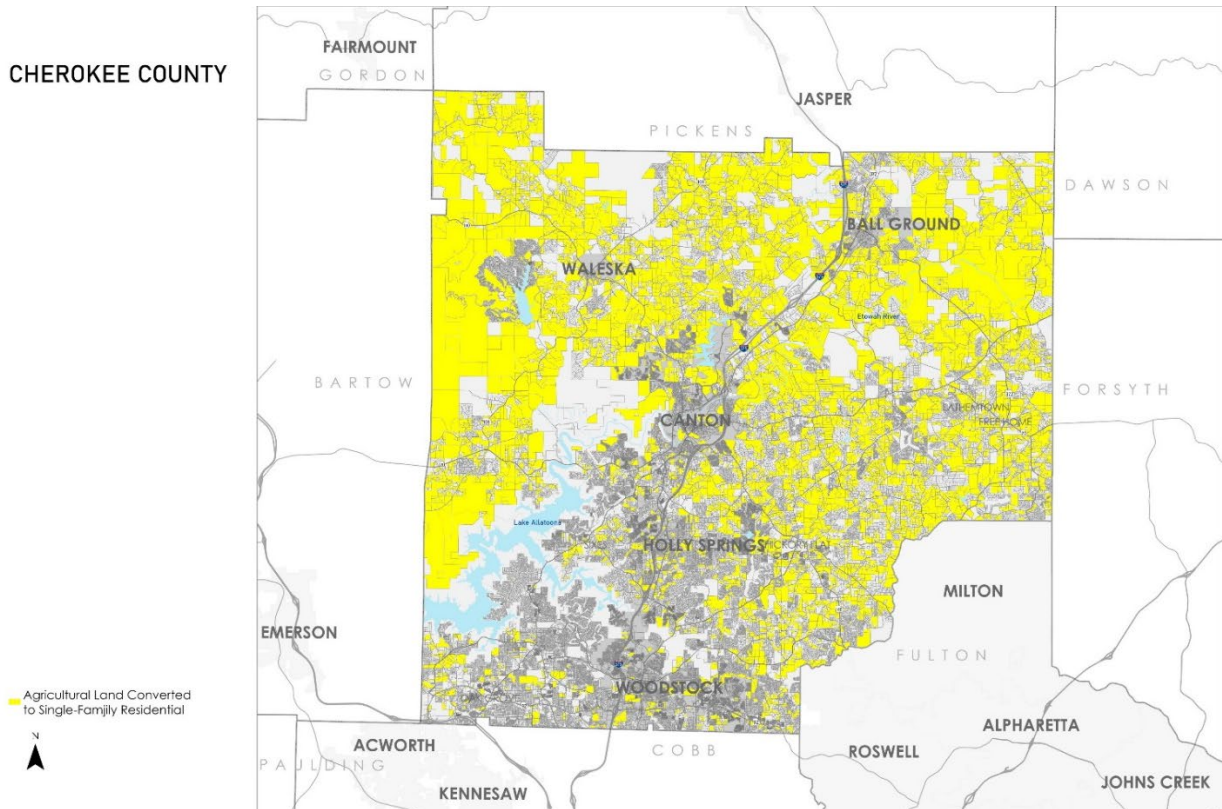 FAIRMOUNT
CHEROKEE COUNTY
GORDON
JASPER
PICKENS
DAWSON
BALL GROUND
WALESKA
Etowah River
BARTOW
FORSYTH
CANTON
FREE HOME
Lake Allatoona
HOLLY SPRINGS
MILTON
EMERSON
FULTON
WOODSTOCK
Agricultural Land Converted
to Single-Famjily Residential
ALPHARETTA
N
ACWORTH
COBB
ROSWELL
PAULDING
JOHNS CREEK
KENNESAW